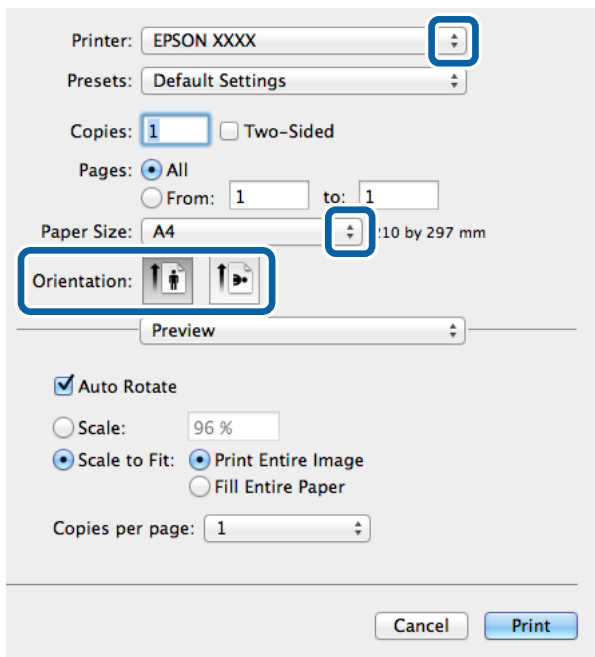 Printer: EPSON XXXX
Presets: Default Settings
Copies: 1 Two-Sided
Pages: All
From: 1 to: 1
Paper Size: A4 10 by 297 mm
Orientation:
Preview
Auto Rotate
Scale: 96 %
Scale to Fit: Print Entire Image
Fill Entire Paper
Copies per page: 1
Cancel Print